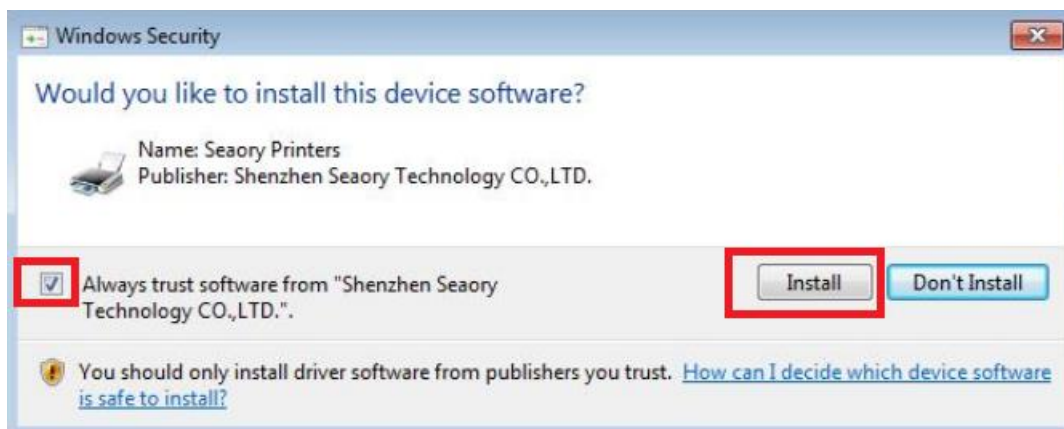 Windows Security
Would you like to install this device software?
Name: Seaory Printers
Publisher: Shenzhen Seaory Technology CO.,LTD.
Always trust software from "Shenzhen Seaory
Technology CO.,LTD.".
Install
Don't Install
You should only install driver software from publishers you trust. How can I decide which device software
is safe to install?